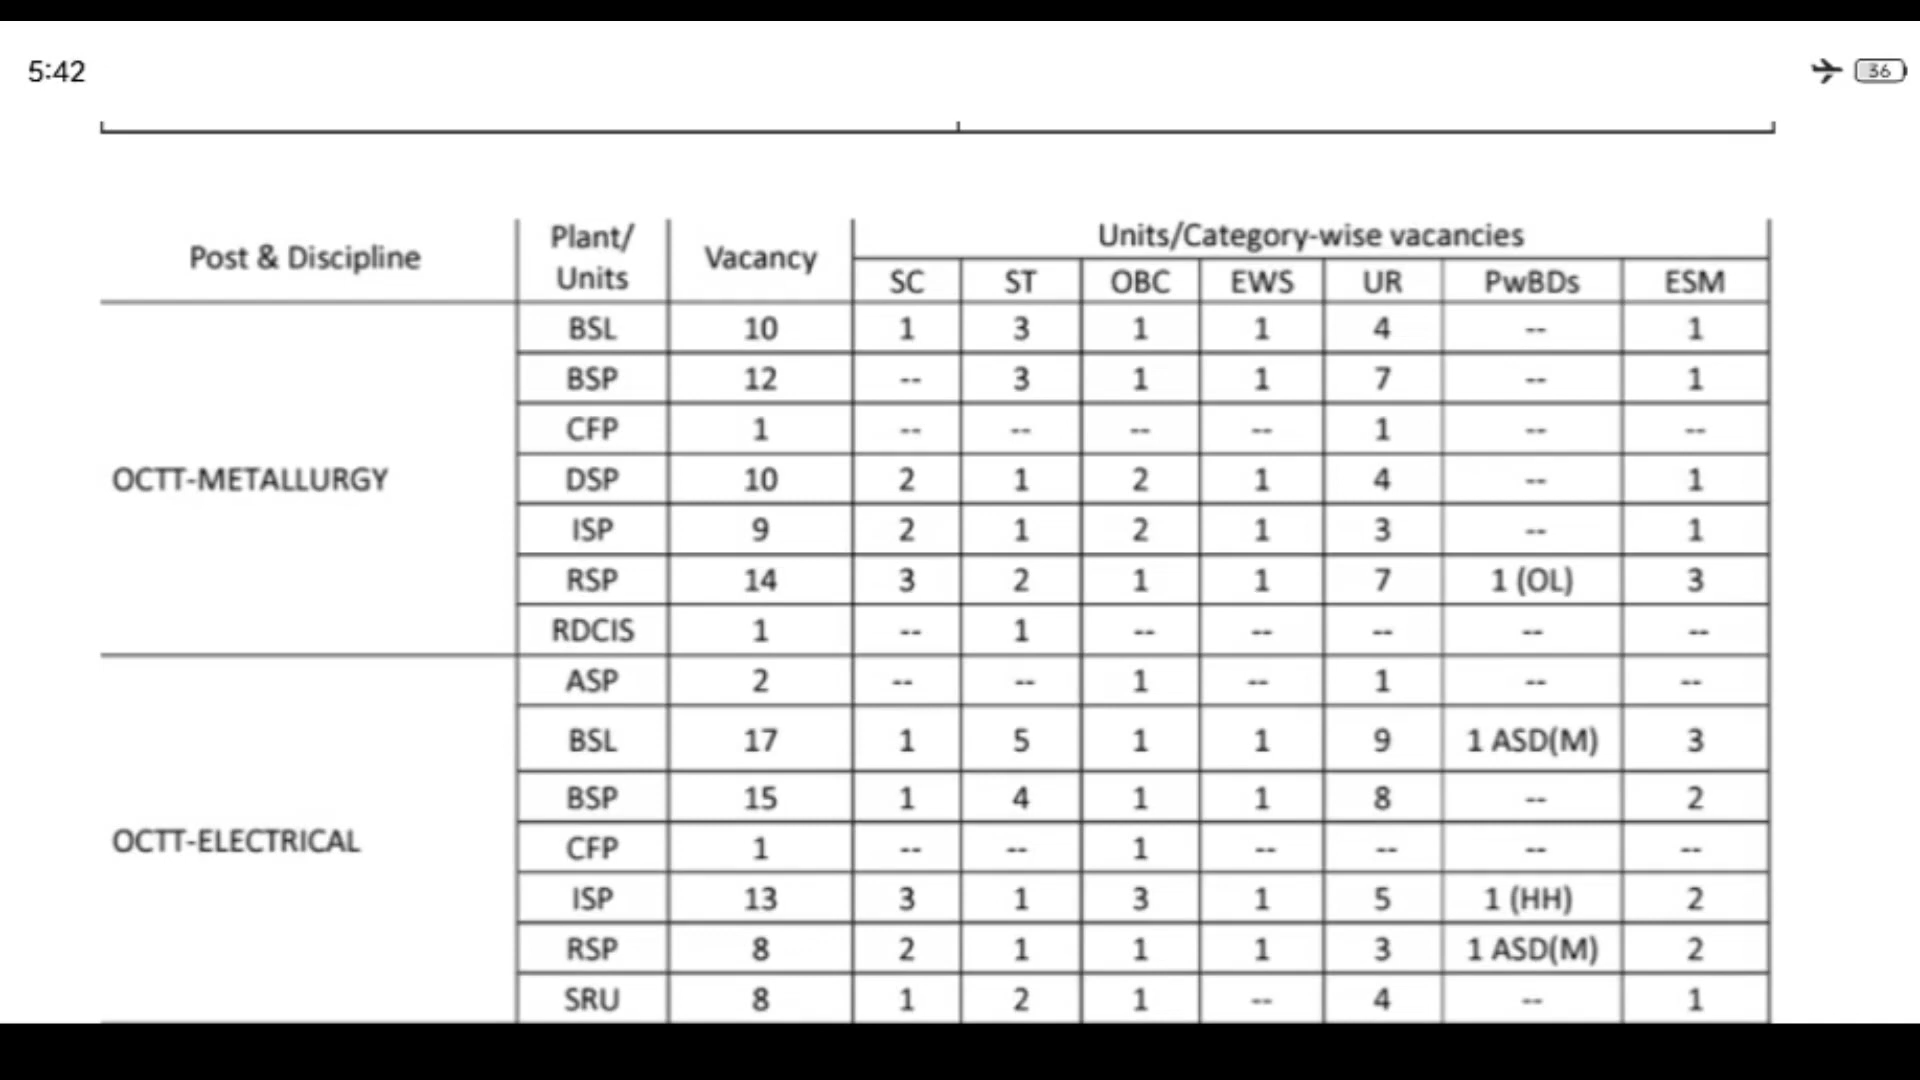 5:42
36
Post & Discipline Plant/ Units Vacancy Units/Category-wise vacancies
SC ST OBC EWS UR PwBDs ESM
OCTT-METALLURGY
BSL 10 1 3 1 1 4 -- 1
BSP 12 -- 3 1 1 7 -- 1
CFP 1 -- -- -- -- 1 -- --
DSP 10 2 1 2 1 4 -- 1
ISP 9 2 1 2 1 3 -- 1
RSP 14 3 2 1 1 7 1 (OL) 3
RDCIS 1 -- 1 -- -- -- -- --
OCTT-ELECTRICAL
ASP 2 -- -- 1 -- 1 -- --
BSL 17 1 5 1 1 9 1 ASD(M) 3
BSP 15 1 4 1 1 8 -- 2
CFP 1 -- -- 1 -- -- -- --
ISP 13 3 1 3 1 5 1 (HH) 2
RSP 8 2 1 1 1 3 1 ASD(M) 2
SRU 8 1 2 1 -- 4 -- 1